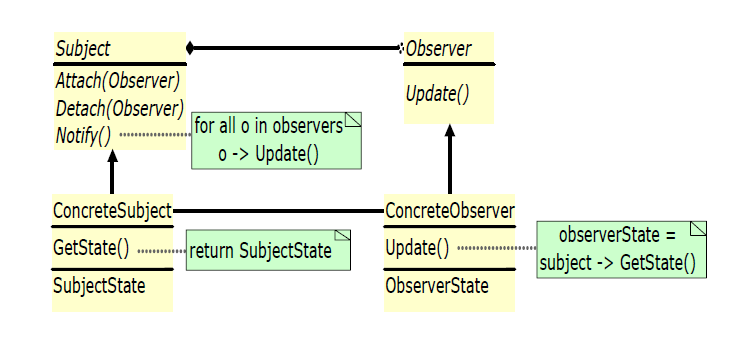 Subject
Attach(Observer)
Detach(Observer)
Notify()
for all o in observers
o -> Update()
Observer
Update()
ConcreteSubject
GetState()
return SubjectState
SubjectState
ConcreteObserver
Update()
observerState =
subject -> GetState()
ObserverState